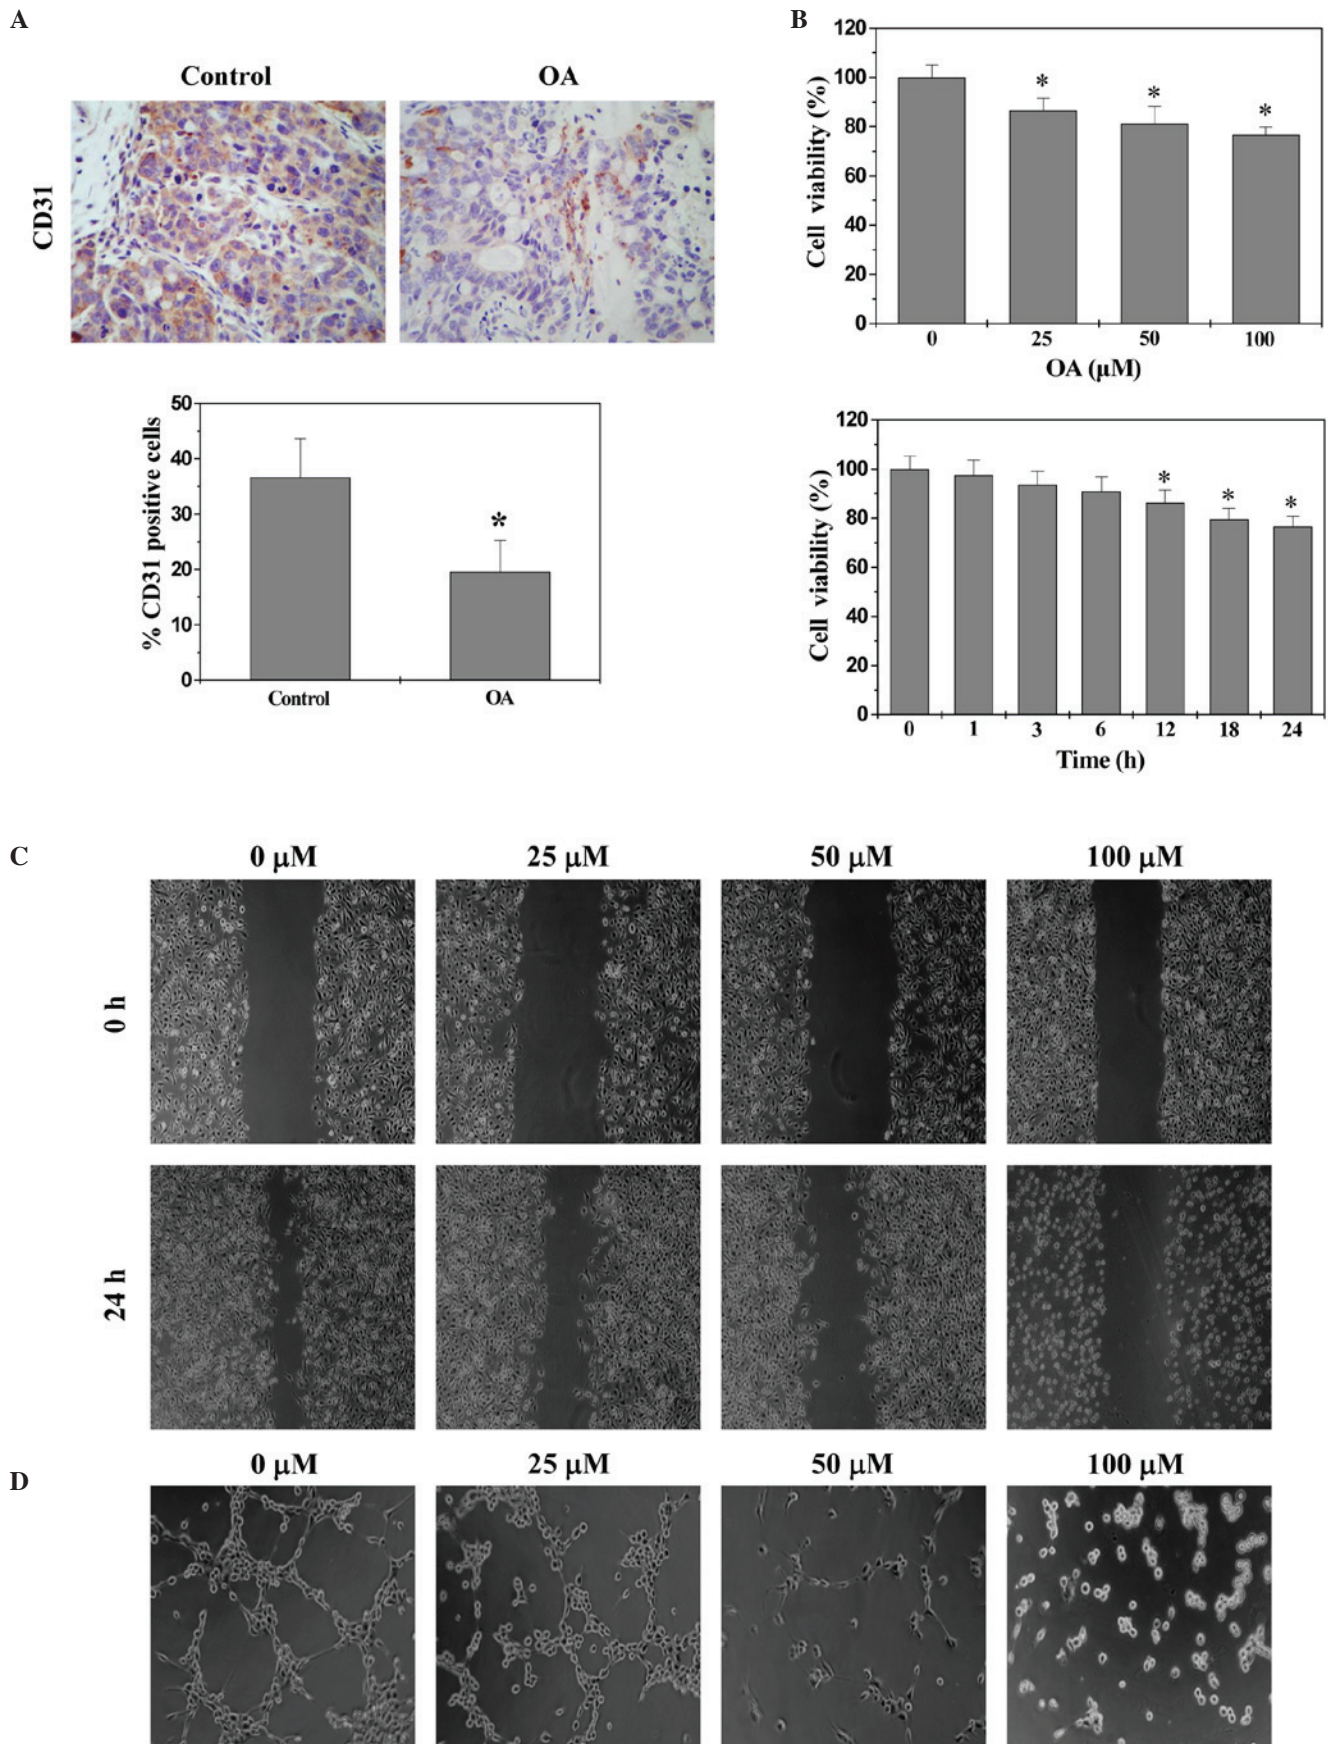 A
Control OA
CD31
50
40
30
20
10
0
% CD31 positive cells
*
Control OA
B
120
100
80
60
40
20
0
Cell viability (%)
* * *
0 25 50 100
OA (µM)
120
100
80
60
40
20
0
Cell viability (%)
* * *
0 1 3 6 12 18 24
Time (h)
C
0 µM 25 µM 50 µM 100 µM
0 h
24 h
D
0 µM 25 µM 50 µM 100 µM